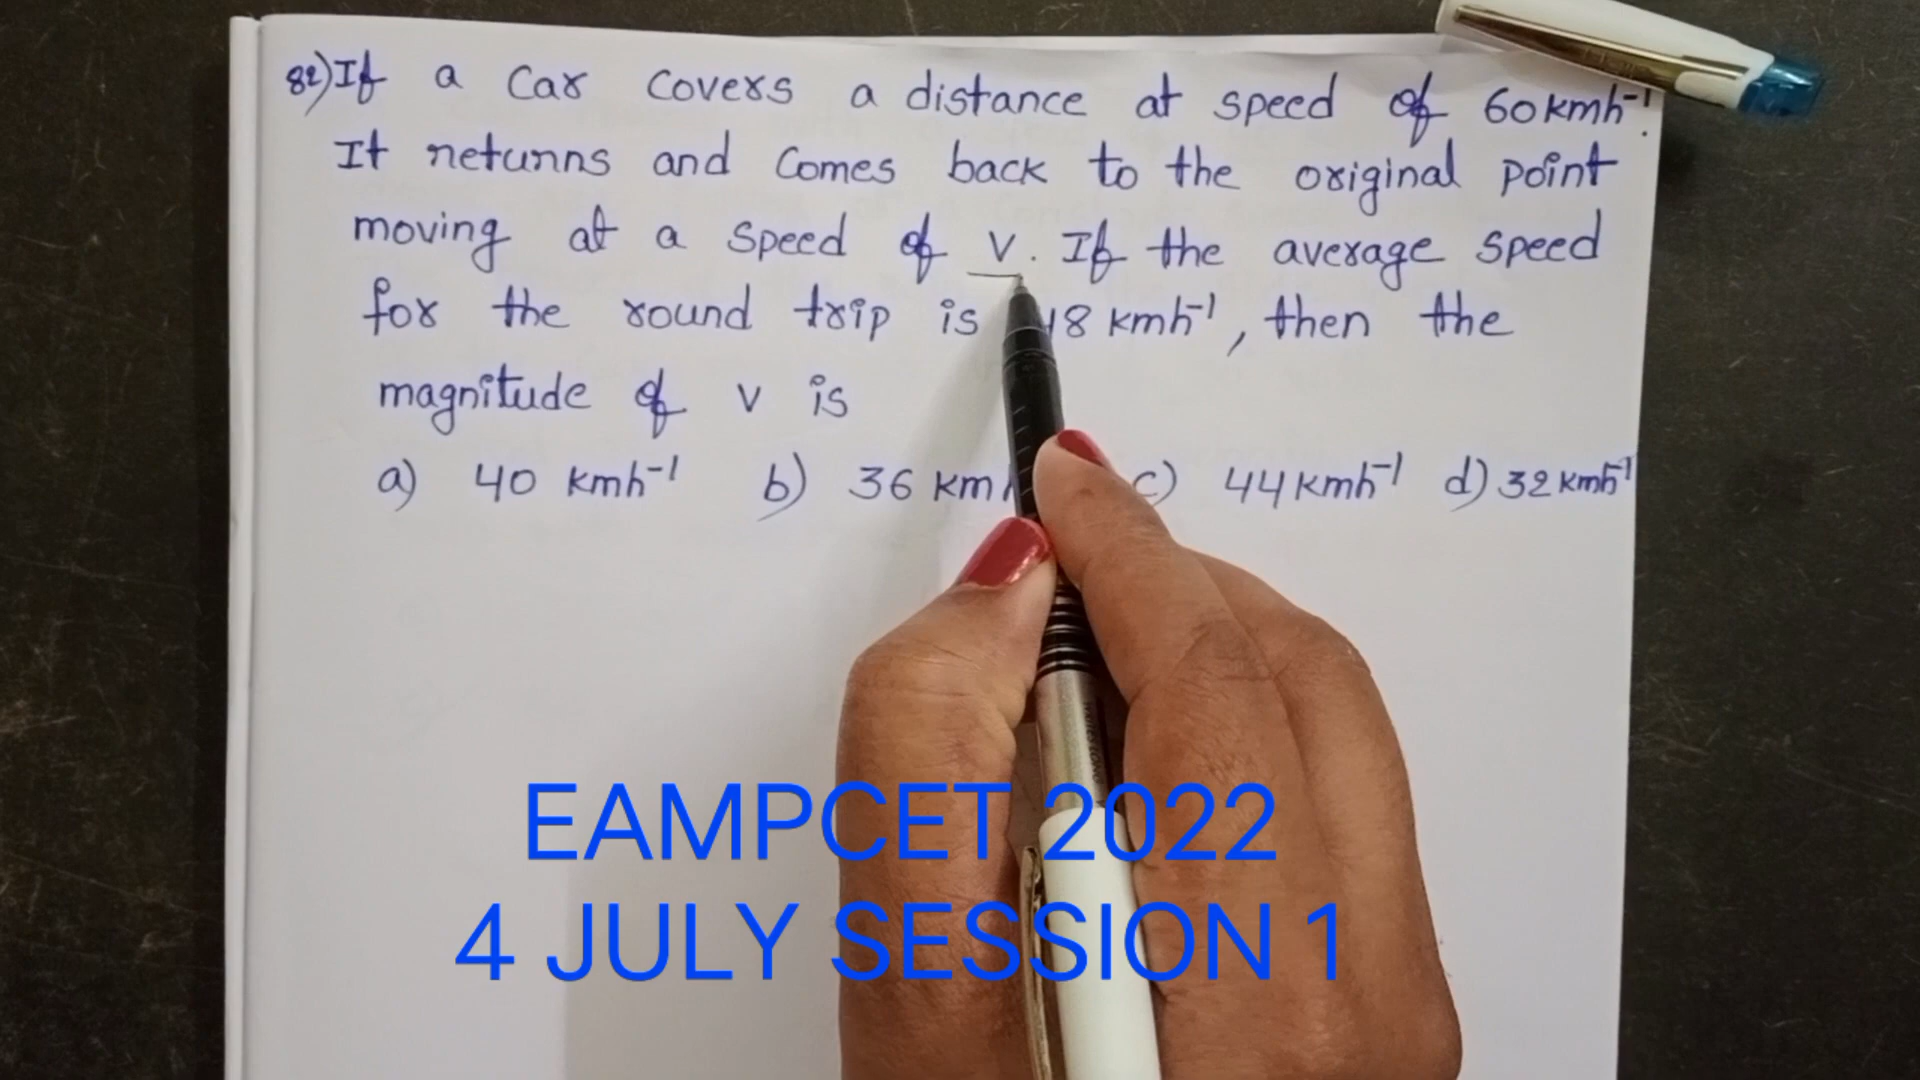 82) If a car covers a distance at speed of 60 kmh⁻¹.
It returns and comes back to the original point
moving at a speed of v. If the average speed
for the round trip is 48 kmh⁻¹, then the
magnitude of v is
a) 40 kmh⁻¹ b) 36 km c) 44 kmh⁻¹ d) 32 kmh⁻¹
EAMPCET 2022
4 JULY SESSION 1